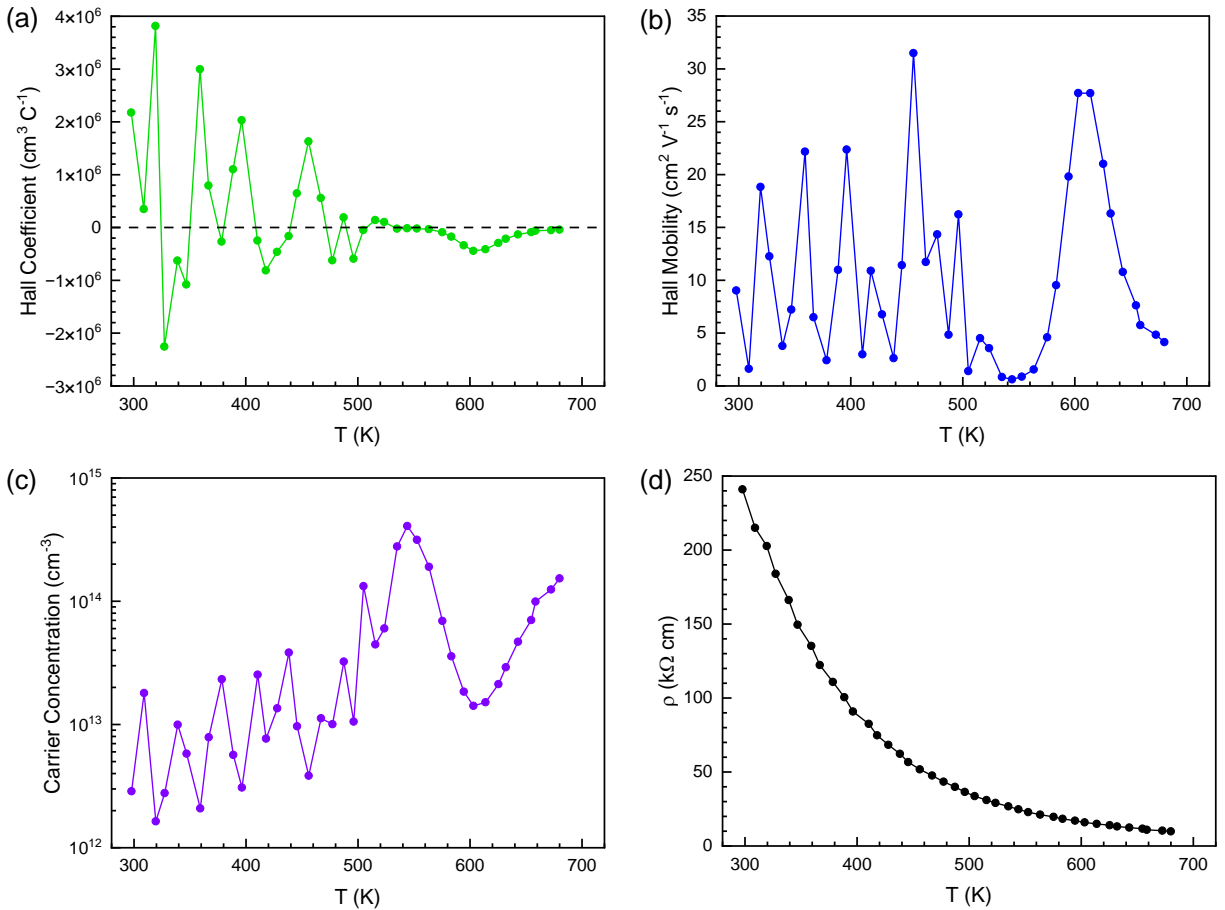 (a)
4×10⁶
3×10⁶
2×10⁶
1×10⁶
0
−1×10⁶
−2×10⁶
−3×10⁶
Hall Coefficient (cm³ C⁻¹)
300 400 500 600 700
T (K)
(b)
35
30
25
20
15
10
5
0
Hall Mobility (cm² V⁻¹ s⁻¹)
300 400 500 600 700
T (K)
(c)
10¹⁵
10¹⁴
10¹³
10¹²
Carrier Concentration (cm⁻³)
300 400 500 600 700
T (K)
(d)
250
200
150
100
50
0
ρ (kΩ cm)
300 400 500 600 700
T (K)